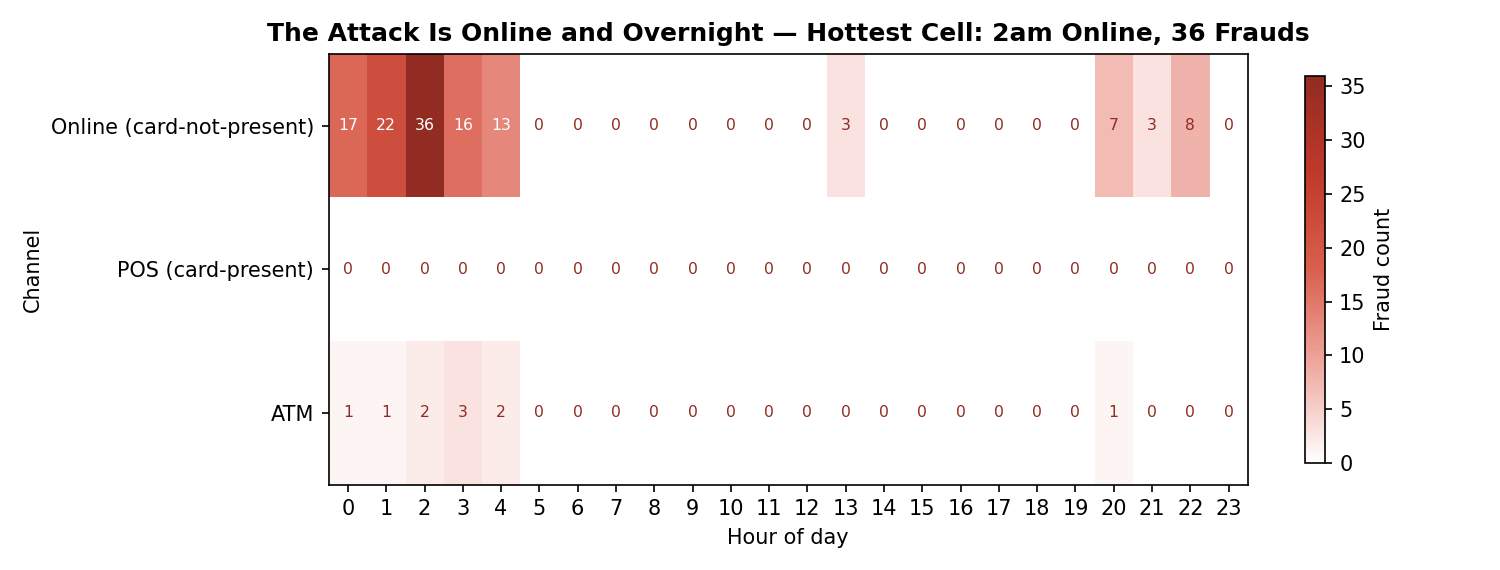 The Attack Is Online and Overnight — Hottest Cell: 2am Online, 36 Frauds
Online (card-not-present) 17 22 36 16 13 0 0 0 0 0 0 0 0 3 0 0 0 0 0 0 7 3 8 0
POS (card-present) 0 0 0 0 0 0 0 0 0 0 0 0 0 0 0 0 0 0 0 0 0 0 0 0
ATM 1 1 2 3 2 0 0 0 0 0 0 0 0 0 0 0 0 0 0 0 1 0 0 0
0 1 2 3 4 5 6 7 8 9 10 11 12 13 14 15 16 17 18 19 20 21 22 23
Hour of day
Channel
35
30
25
20
15
10
5
0
Fraud count